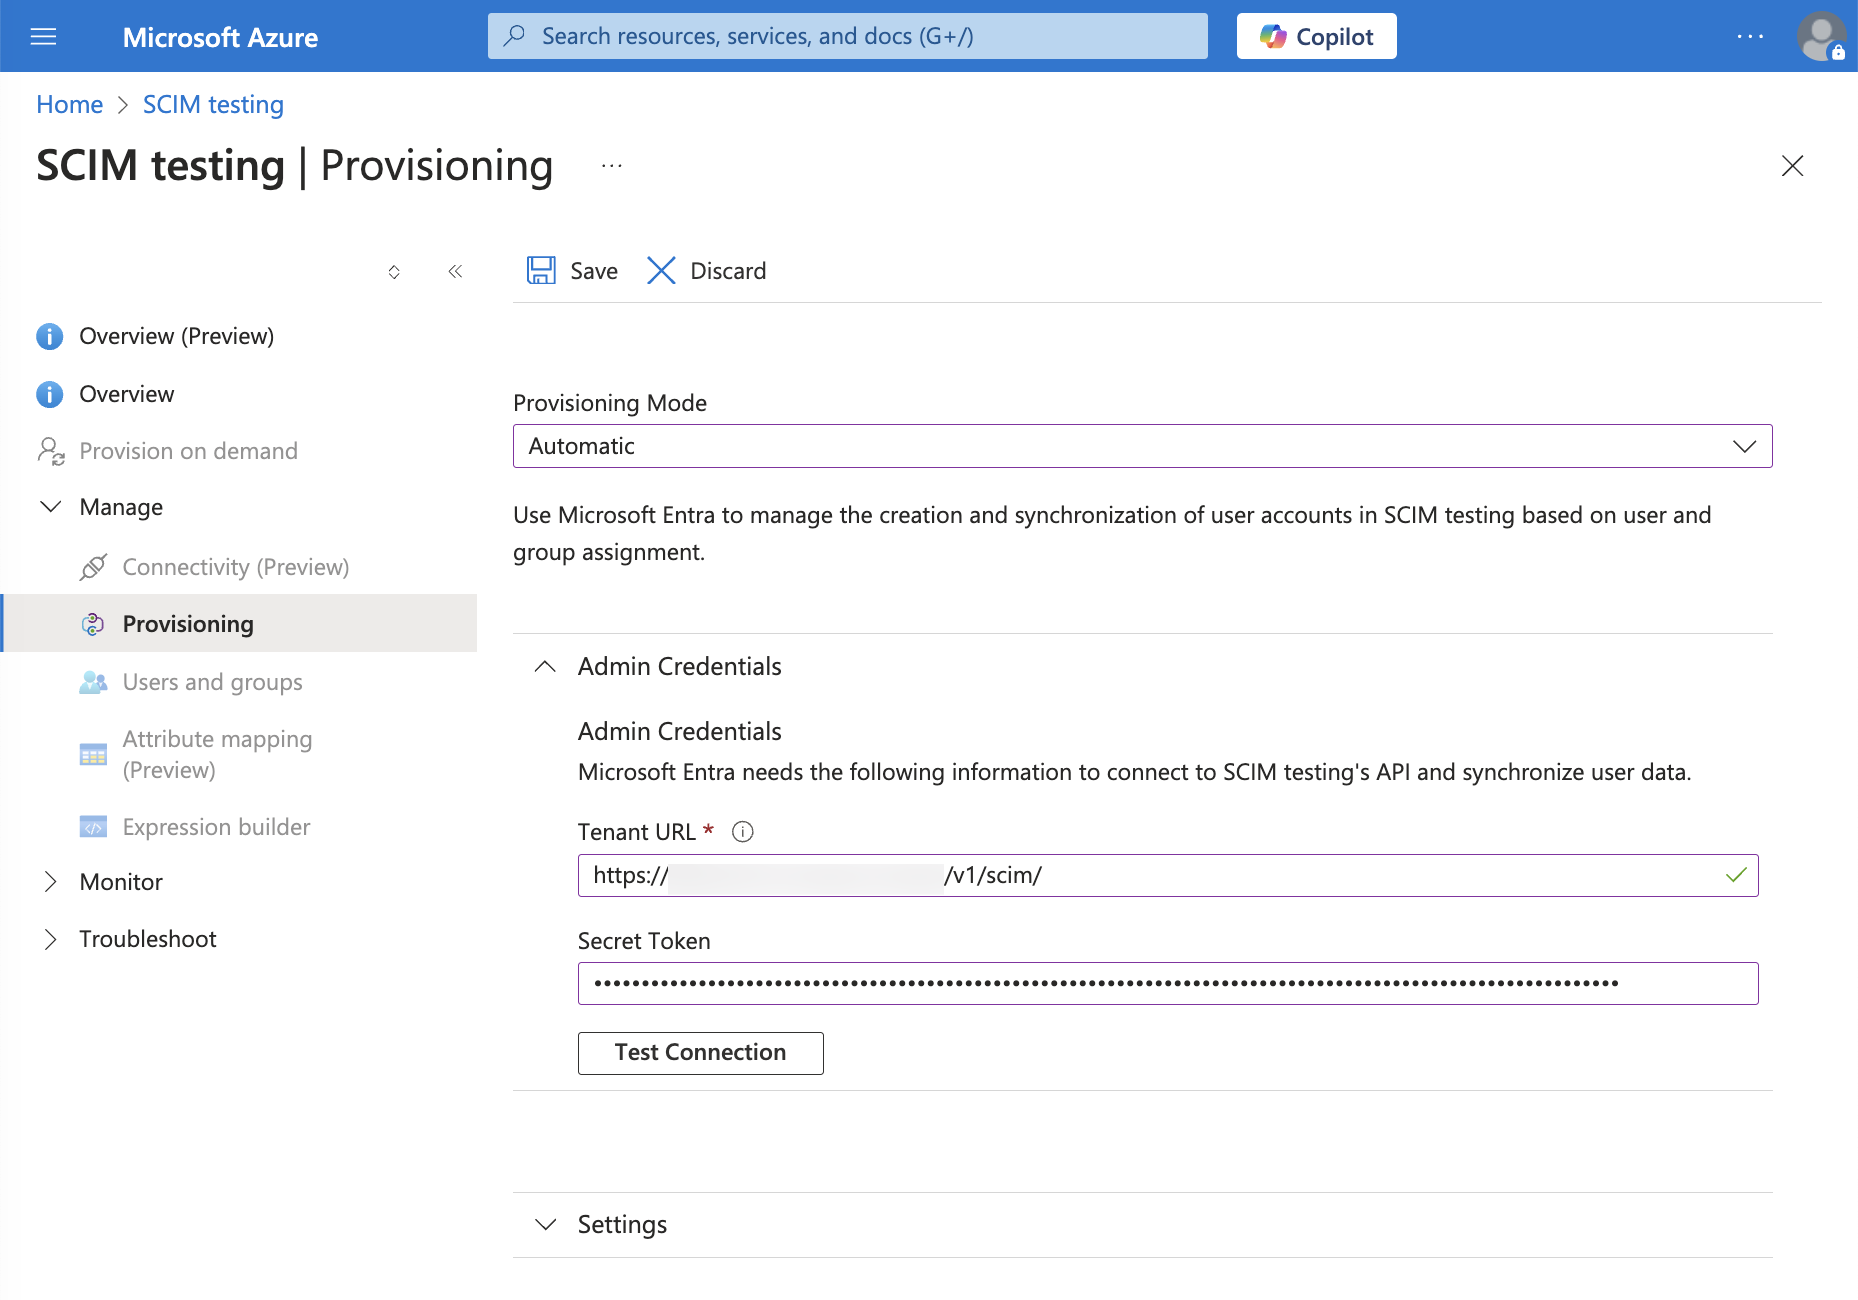 Microsoft Azure
Search resources, services, and docs (G+/)
Copilot
Home > SCIM testing
SCIM testing | Provisioning
Save
Discard
Overview (Preview)
Overview
Provision on demand
Manage
Connectivity (Preview)
Provisioning
Users and groups
Attribute mapping
(Preview)
Expression builder
Monitor
Troubleshoot
Provisioning Mode
Automatic
Use Microsoft Entra to manage the creation and synchronization of user accounts in SCIM testing based on user and
group assignment.
Admin Credentials
Admin Credentials
Microsoft Entra needs the following information to connect to SCIM testing's API and synchronize user data.
Tenant URL *
https:// /v1/scim/
Secret Token
Test Connection
Settings